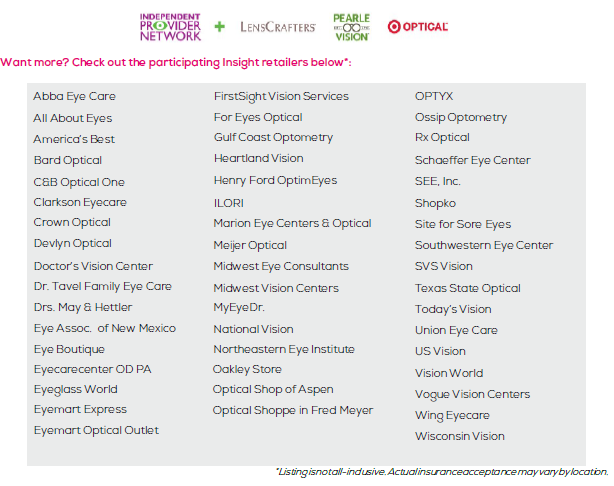 INDEPENDENT PROVIDER NETWORK + LENSCRAFTERS PEARLE VISION OPTICAL
Want more? Check out the participating Insight retailers below*:
Abba Eye Care
All About Eyes
America's Best
Bard Optical
C&B Optical One
Clarkson Eyecare
Crown Optical
Devlyn Optical
Doctor's Vision Center
Dr. Tavel Family Eye Care
Drs. May & Hettler
Eye Assoc. of New Mexico
Eye Boutique
Eyecarecenter OD PA
Eyeglass World
Eyemart Express
Eyemart Optical Outlet
FirstSight Vision Services
For Eyes Optical
Gulf Coast Optometry
Heartland Vision
Henry Ford OptimEyes
ILORI
Marion Eye Centers & Optical
Meijer Optical
Midwest Eye Consultants
Midwest Vision Centers
MyEyeDr.
National Vision
Northeastern Eye Institute
Oakley Store
Optical Shop of Aspen
Optical Shoppe in Fred Meyer
OPTYX
Ossip Optometry
Rx Optical
Schaeffer Eye Center
SEE, Inc.
Shopko
Site for Sore Eyes
Southwestern Eye Center
SVS Vision
Texas State Optical
Today's Vision
Union Eye Care
US Vision
Vision World
Vogue Vision Centers
Wing Eyecare
Wisconsin Vision
*Listing is not all-inclusive. Actual insurance acceptance may vary by location.